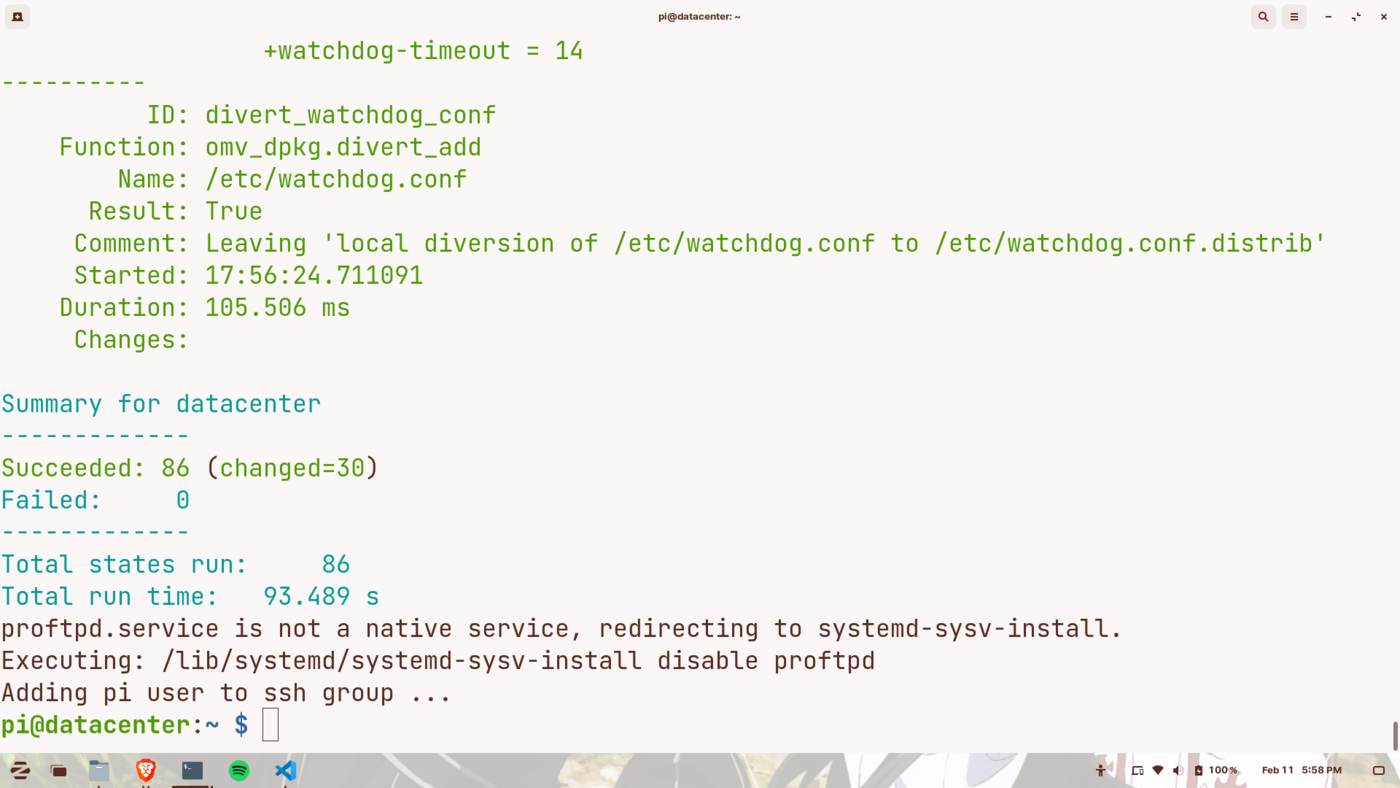 pi@datacenter: ~
+watchdog-timeout = 14
----------
ID: divert_watchdog_conf
Function: omv_dpkg.divert_add
Name: /etc/watchdog.conf
Result: True
Comment: Leaving 'local diversion of /etc/watchdog.conf to /etc/watchdog.conf.distrib'
Started: 17:56:24.711091
Duration: 105.506 ms
Changes:
Summary for datacenter
-------------
Succeeded: 86 (changed=30)
Failed: 0
-------------
Total states run: 86
Total run time: 93.489 s
proftpd.service is not a native service, redirecting to systemd-sysv-install.
Executing: /lib/systemd/systemd-sysv-install disable proftpd
Adding pi user to ssh group ...
pi@datacenter:~ $
100% Feb 11 5:58 PM